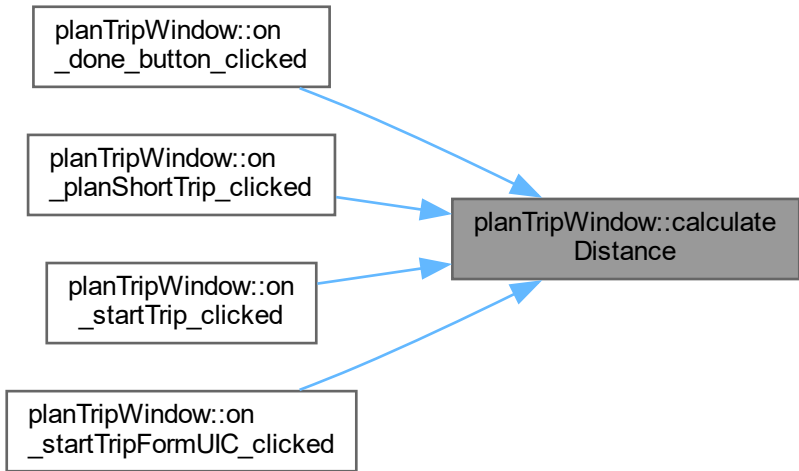 planTripWindow::on
_done_button_clicked
planTripWindow::on
_planShortTrip_clicked
planTripWindow::calculate
Distance
planTripWindow::on
_startTrip_clicked
planTripWindow::on
_startTripFormUIC_clicked